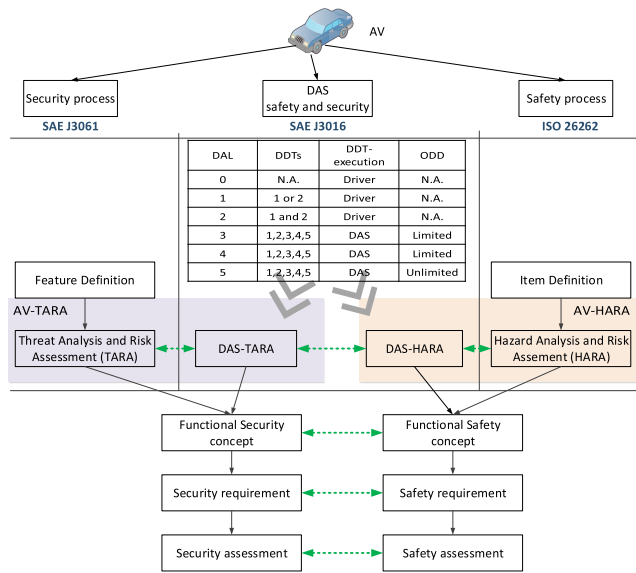 AV
Security process
DAS
safety and security
Safety process
SAE J3061
SAE J3016
ISO 26262
DAL DDTs DDT-execution ODD
0 N.A. Driver N.A.
1 1 or 2 Driver N.A.
2 1 and 2 Driver N.A.
3 1,2,3,4,5 DAS Limited
4 1,2,3,4,5 DAS Limited
5 1,2,3,4,5 DAS Unlimited
Feature Definition
Item Definition
AV-TARA
AV-HARA
Threat Analysis and Risk
Assessment (TARA)
DAS-TARA
DAS-HARA
Hazard Analysis and Risk
Assement (HARA)
Functional Security
concept
Functional Safety
concept
Security requirement
Safety requirement
Security assessment
Safety assessment